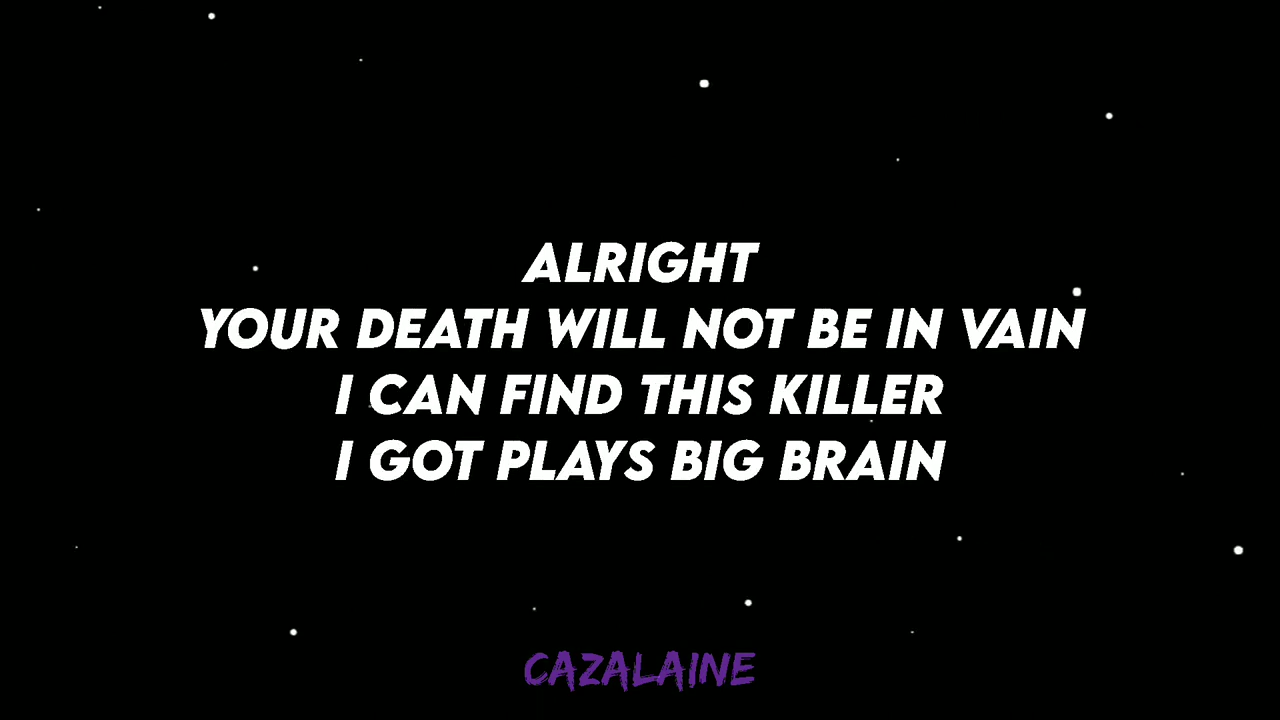 ALRIGHT
YOUR DEATH WILL NOT BE IN VAIN
I CAN FIND THIS KILLER
I GOT PLAYS BIG BRAIN
CAZALAINE